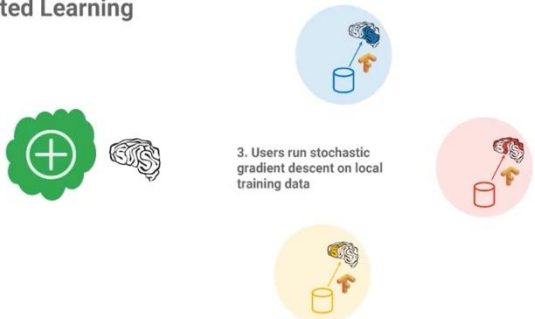 ted Learning
3. Users run stochastic
gradient descent on local
training data